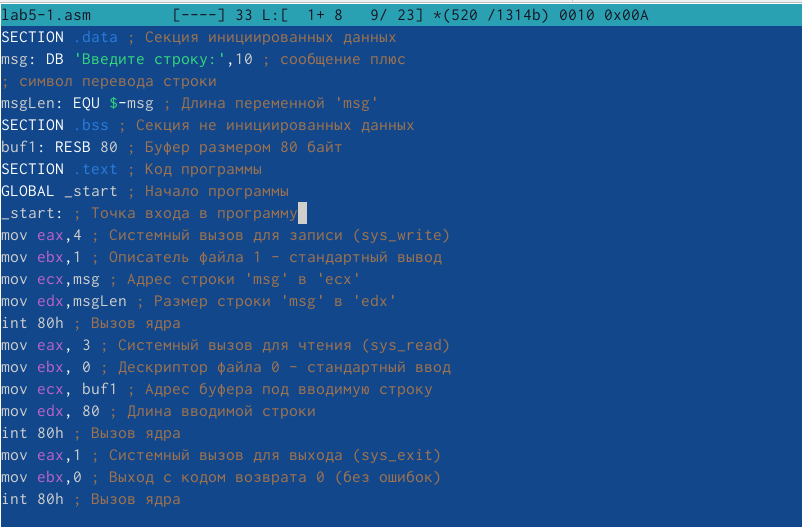 lab5-1.asm [----] 33 L:[ 1+ 8 9/ 23] *(520 /1314b) 0010 0x00A
SECTION .data ; Секция инициированных данных
msg: DB 'Введите строку:',10 ; сообщение плюс
; символ перевода строки
msgLen: EQU $-msg ; Длина переменной 'msg'
SECTION .bss ; Секция не инициированных данных
buf1: RESB 80 ; Буфер размером 80 байт
SECTION .text ; Код программы
GLOBAL _start ; Начало программы
_start: ; Точка входа в программу
mov eax,4 ; Системный вызов для записи (sys_write)
mov ebx,1 ; Описатель файла 1 - стандартный вывод
mov ecx,msg ; Адрес строки 'msg' в 'ecx'
mov edx,msgLen ; Размер строки 'msg' в 'edx'
int 80h ; Вызов ядра
mov eax, 3 ; Системный вызов для чтения (sys_read)
mov ebx, 0 ; Дескриптор файла 0 - стандартный ввод
mov ecx, buf1 ; Адрес буфера под вводимую строку
mov edx, 80 ; Длина вводимой строки
int 80h ; Вызов ядра
mov eax,1 ; Системный вызов для выхода (sys_exit)
mov ebx,0 ; Выход с кодом возврата 0 (без ошибок)
int 80h ; Вызов ядра